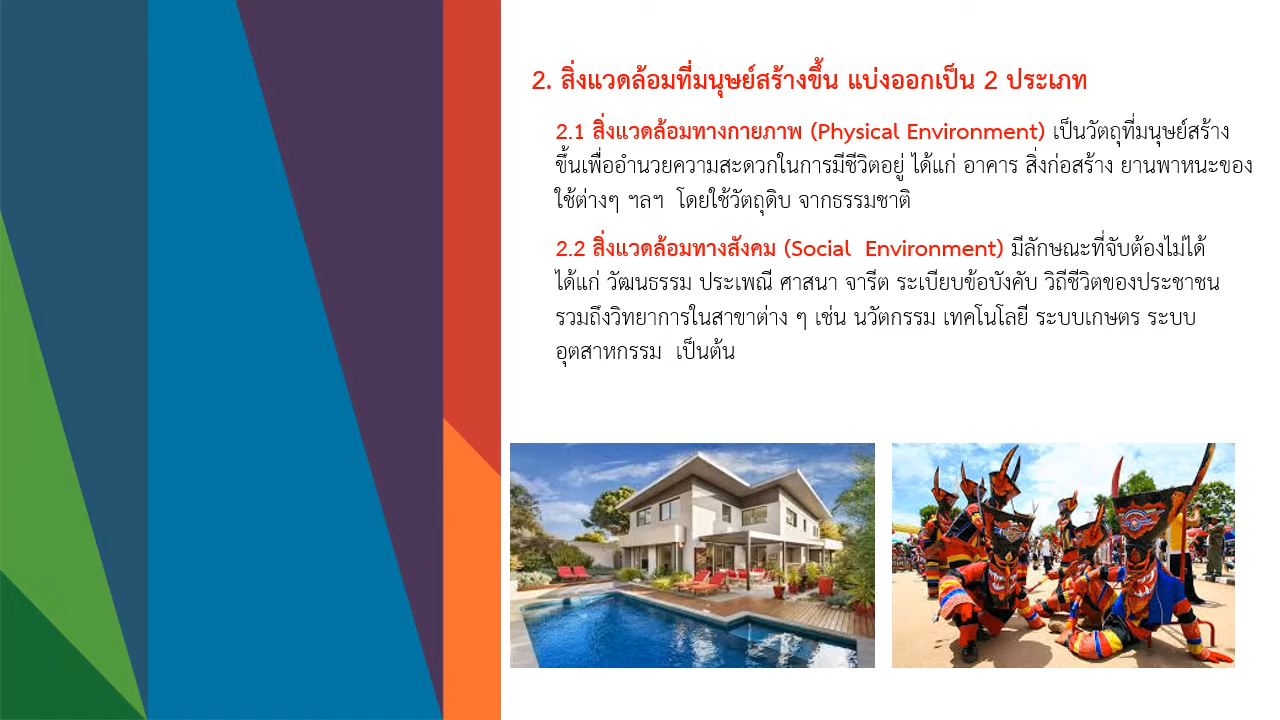 2. สิ่งแวดล้อมที่มนุษย์สร้างขึ้น แบ่งออกเป็น 2 ประเภท
2.1 สิ่งแวดล้อมทางกายภาพ (Physical Environment) เป็นวัตถุที่มนุษย์สร้าง
ขึ้นเพื่ออำนวยความสะดวกในการมีชีวิตอยู่ ได้แก่ อาคาร สิ่งก่อสร้าง ยานพาหนะของ
ใช้ต่างๆ ฯลฯ  โดยใช้วัตถุดิบ จากธรรมชาติ
2.2 สิ่งแวดล้อมทางสังคม (Social  Environment) มีลักษณะที่จับต้องไม่ได้
ได้แก่ วัฒนธรรม ประเพณี ศาสนา จารีต ระเบียบข้อบังคับ วิถีชีวิตของประชาชน
รวมถึงวิทยาการในสาขาต่าง ๆ เช่น นวัตกรรม เทคโนโลยี ระบบเกษตร ระบบ
อุตสาหกรรม  เป็นต้น